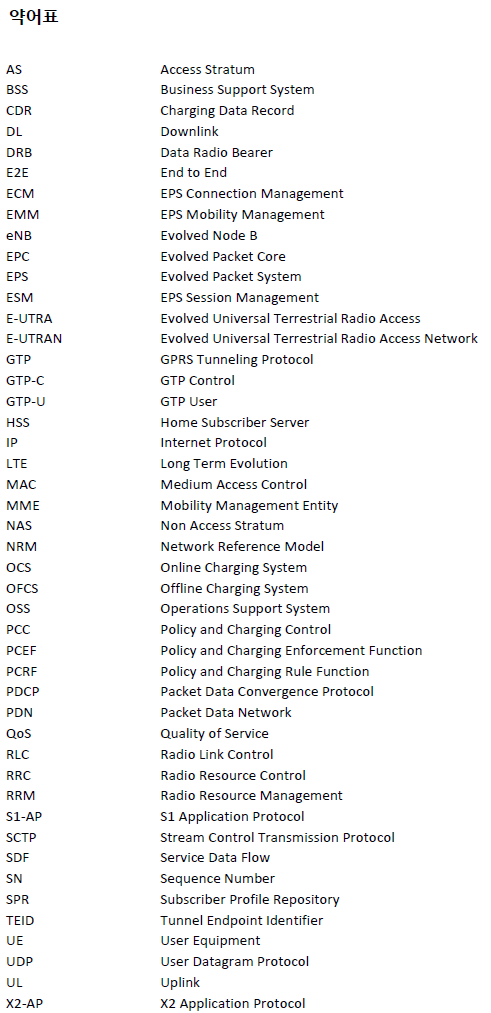 약어표
AS Access Stratum
BSS Business Support System
CDR Charging Data Record
DL Downlink
DRB Data Radio Bearer
E2E End to End
ECM EPS Connection Management
EMM EPS Mobility Management
eNB Evolved Node B
EPC Evolved Packet Core
EPS Evolved Packet System
ESM EPS Session Management
E-UTRA Evolved Universal Terrestrial Radio Access
E-UTRAN Evolved Universal Terrestrial Radio Access Network
GTP GPRS Tunneling Protocol
GTP-C GTP Control
GTP-U GTP User
HSS Home Subscriber Server
IP Internet Protocol
LTE Long Term Evolution
MAC Medium Access Control
MME Mobility Management Entity
NAS Non Access Stratum
NRM Network Reference Model
OCS Online Charging System
OFCS Offline Charging System
OSS Operations Support System
PCC Policy and Charging Control
PCEF Policy and Charging Enforcement Function
PCRF Policy and Charging Rule Function
PDCP Packet Data Convergence Protocol
PDN Packet Data Network
QoS Quality of Service
RLC Radio Link Control
RRC Radio Resource Control
RRM Radio Resource Management
S1-AP S1 Application Protocol
SCTP Stream Control Transmission Protocol
SDF Service Data Flow
SN Sequence Number
SPR Subscriber Profile Repository
TEID Tunnel Endpoint Identifier
UE User Equipment
UDP User Datagram Protocol
UL Uplink
X2-AP X2 Application Protocol